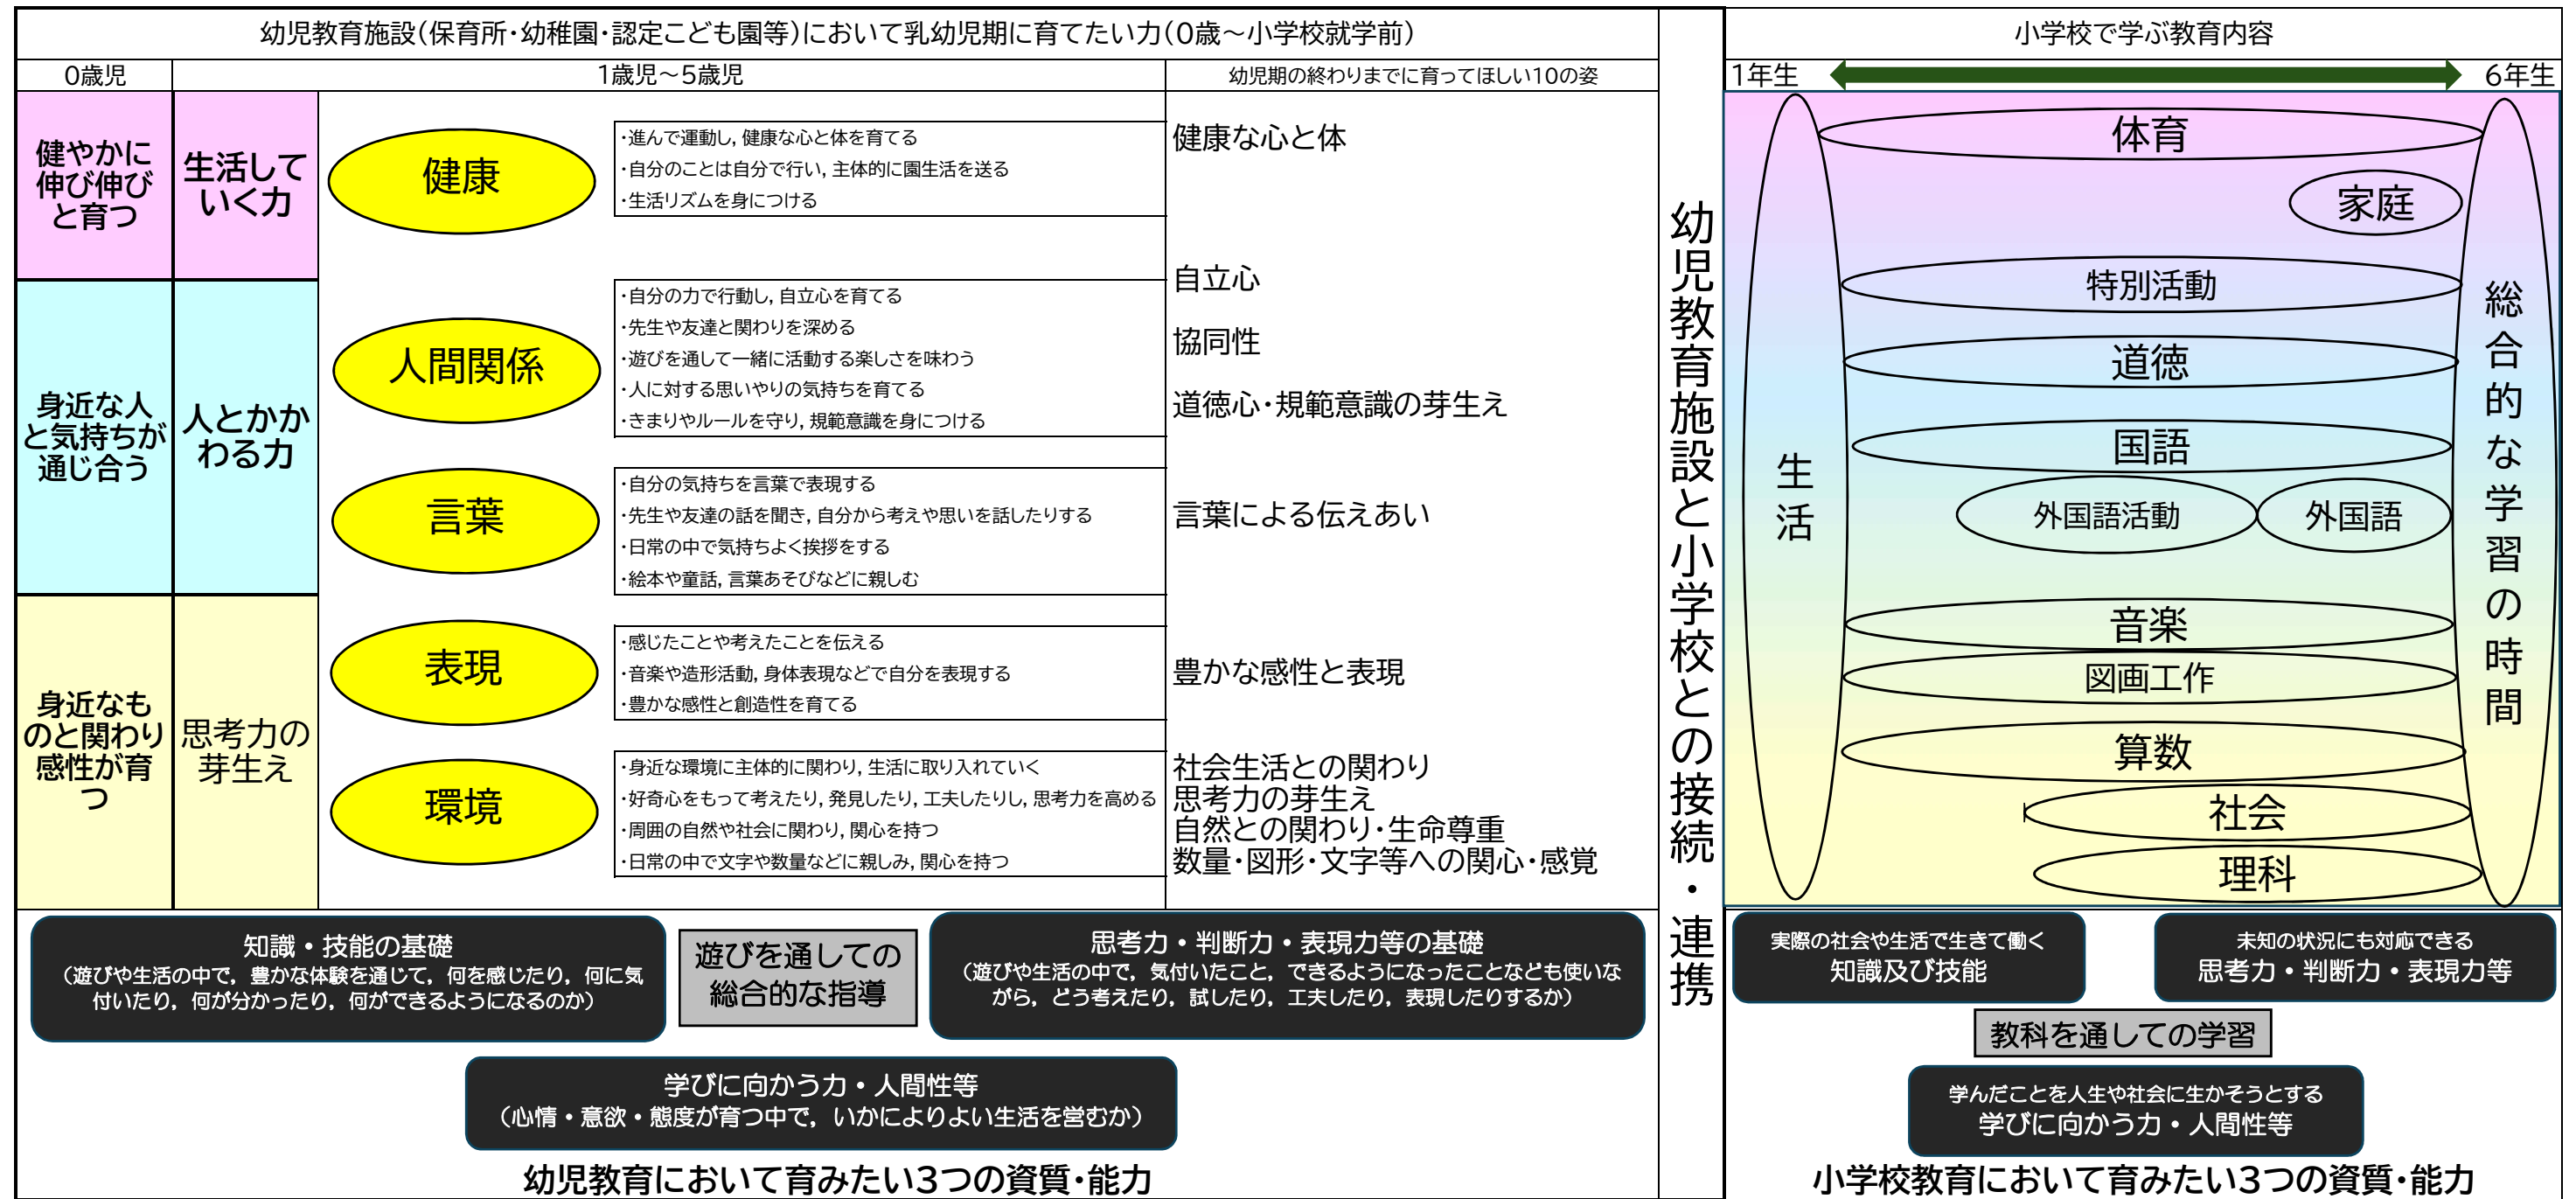 幼児教育施設（保育所・幼稚園・認定こども園等）において乳幼児期に育てたい力（０歳～小学校就学前）
小学校で学ぶ教育内容
０歳児
１歳児～５歳児
幼児期の終わりまでに育ってほしい１０の姿
１年生
６年生
健やかに
伸び伸び
と育つ
生活して
いく力
健康
・進んで運動し，健康な心と体を育てる
・自分のことは自分で行い，主体的に園生活を送る
・生活リズムを身につける
健康な心と体
身近な人
と気持ちが
通じ合う
人とかか
わる力
人間関係
・自分の力で行動し，自立心を育てる
・先生や友達と関わりを深める
・遊びを通して一緒に活動する楽しさを味わう
・人に対する思いやりの気持ちを育てる
・きまりやルールを守り，規範意識を身につける
自立心
協同性
道徳心・規範意識の芽生え
言葉
・自分の気持ちを言葉で表現する
・先生や友達の話を聞き，自分から考えや思いを話したりする
・日常の中で気持ちよく挨拶をする
・絵本や童話，言葉あそびなどに親しむ
言葉による伝えあい
身近なも
のと関わり
感性が育
つ
思考力の
芽生え
表現
・感じたことや考えたことを伝える
・音楽や造形活動，身体表現などで自分を表現する
・豊かな感性と創造性を育てる
豊かな感性と表現
環境
・身近な環境に主体的に関わり，生活に取り入れていく
・好奇心をもって考えたり，発見したり，工夫したりし，思考力を高める
・周囲の自然や社会に関わり，関心を持つ
・日常の中で文字や数量などに親しみ，関心を持つ
社会生活との関わり
思考力の芽生え
自然との関わり・生命尊重
数量・図形・文字等への関心・感覚
幼児教育施設と小学校との接続・連携
生活
体育
家庭
特別活動
道徳
国語
外国語活動
外国語
音楽
図画工作
算数
社会
理科
総合的な学習の時間
知識・技能の基礎
（遊びや生活の中で，豊かな体験を通じて，何を感じたり，何に気
付いたり，何が分かったり，何ができるようになるのか）
遊びを通しての
総合的な指導
思考力・判断力・表現力等の基礎
（遊びや生活の中で，気付いたこと，できるようになったことなども使いな
がら，どう考えたり，試したり，工夫したり，表現したりするか）
学びに向かう力・人間性等
（心情・意欲・態度が育つ中で，いかによりよい生活を営むか）
幼児教育において育みたい３つの資質・能力
実際の社会や生活で生きて働く
知識及び技能
未知の状況にも対応できる
思考力・判断力・表現力等
教科を通しての学習
学んだことを人生や社会に生かそうとする
学びに向かう力・人間性等
小学校教育において育みたい３つの資質・能力